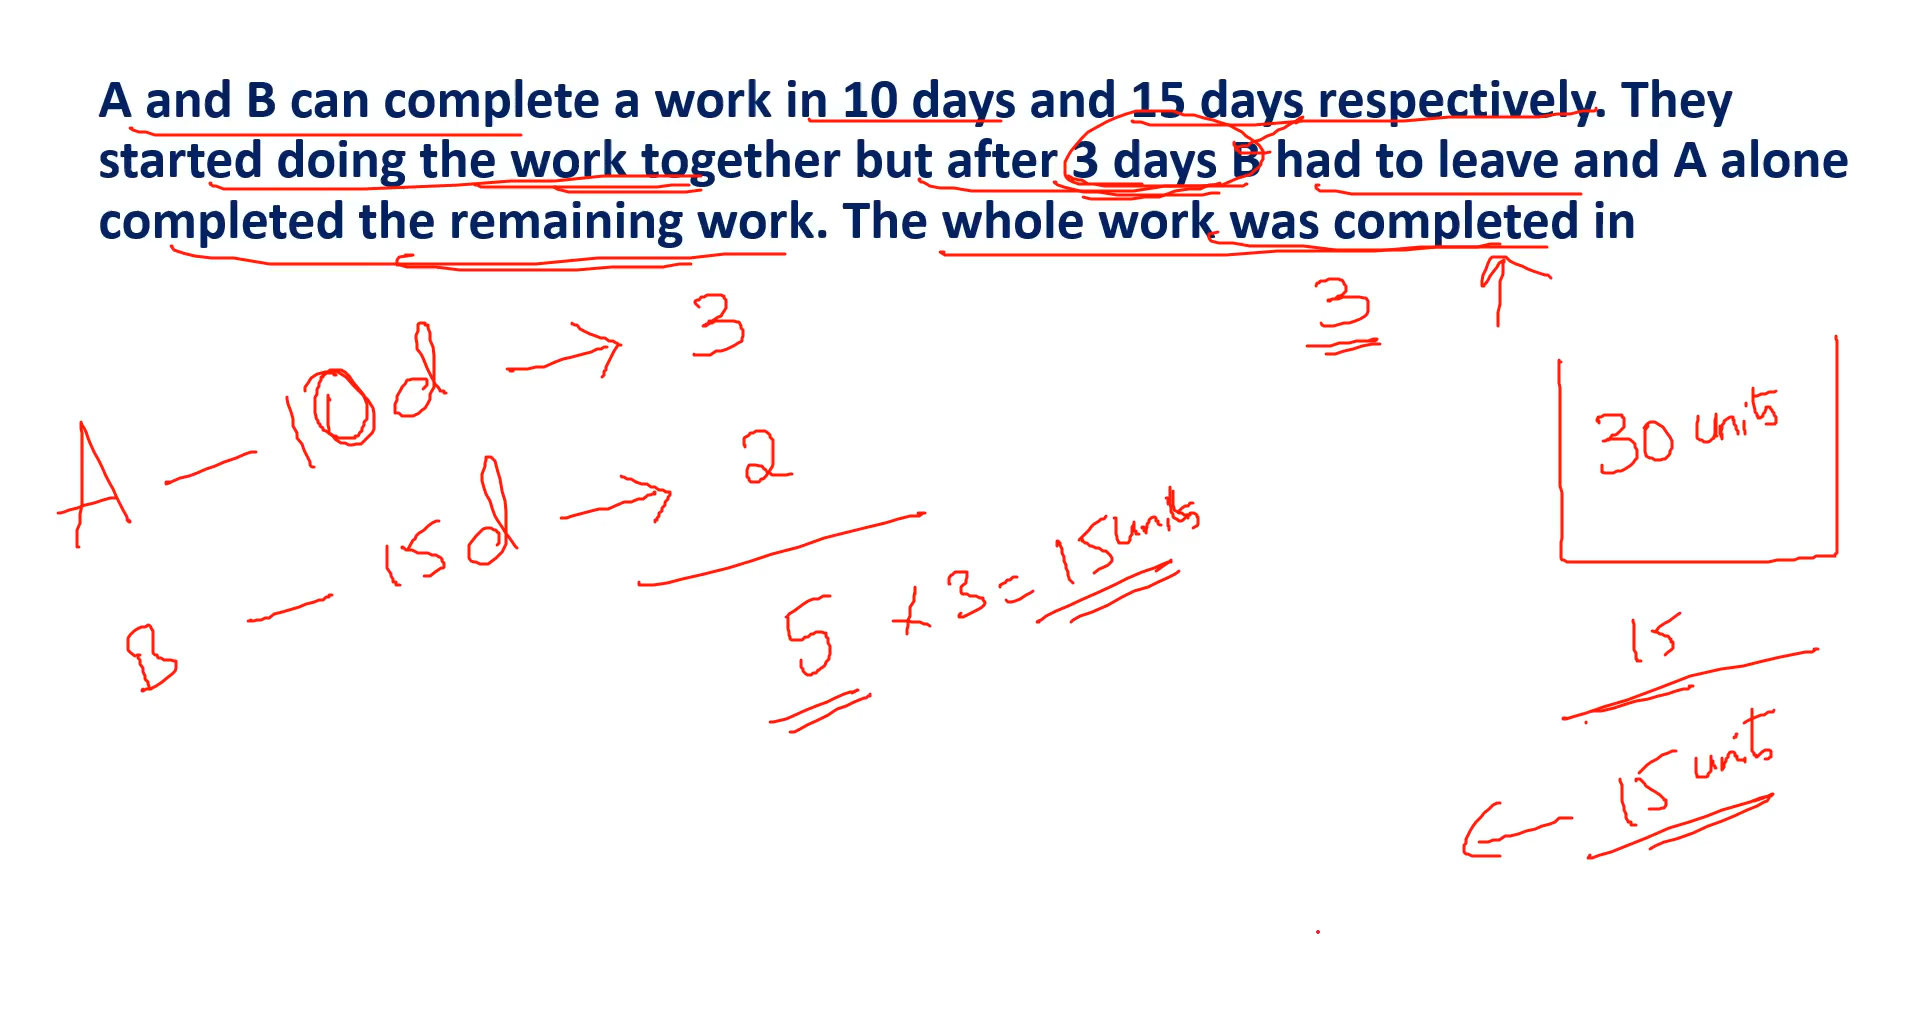 A and B can complete a work in 10 days and 15 days respectively. They
started doing the work together but after 3 days B had to leave and A alone
completed the remaining work. The whole work was completed in
3
A — 10d → 3
30 units
B — 15d → 2
5 × 3 = 15 units
15
← 15 units